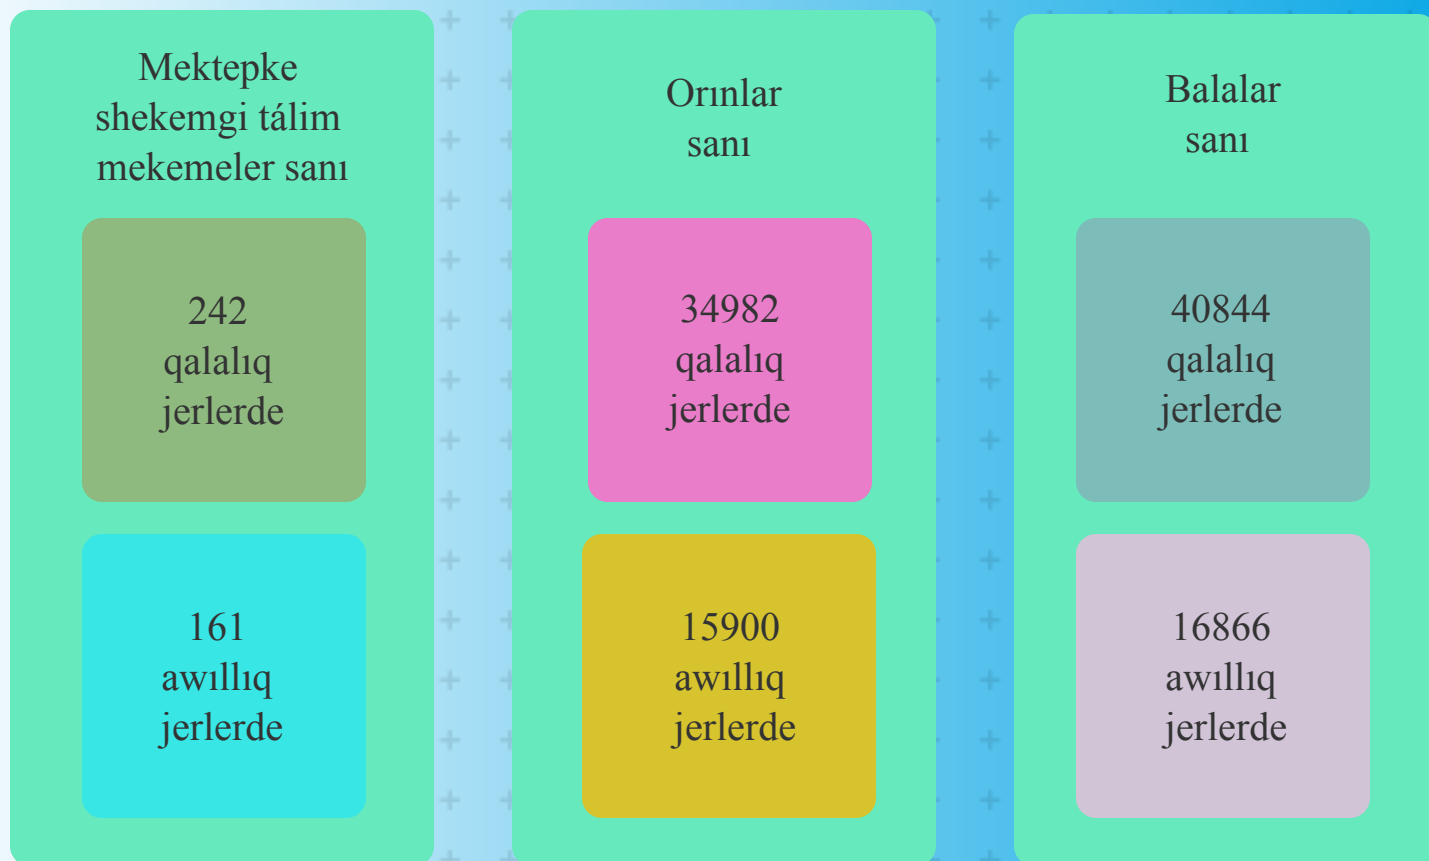 Mektepke
shekemgi tálim
mekemeler sanı
242
qalalıq
jerlerde
161
awıllıq
jerlerde
Orınlar
sanı
34982
qalalıq
jerlerde
15900
awıllıq
jerlerde
Balalar
sanı
40844
qalalıq
jerlerde
16866
awıllıq
jerlerde